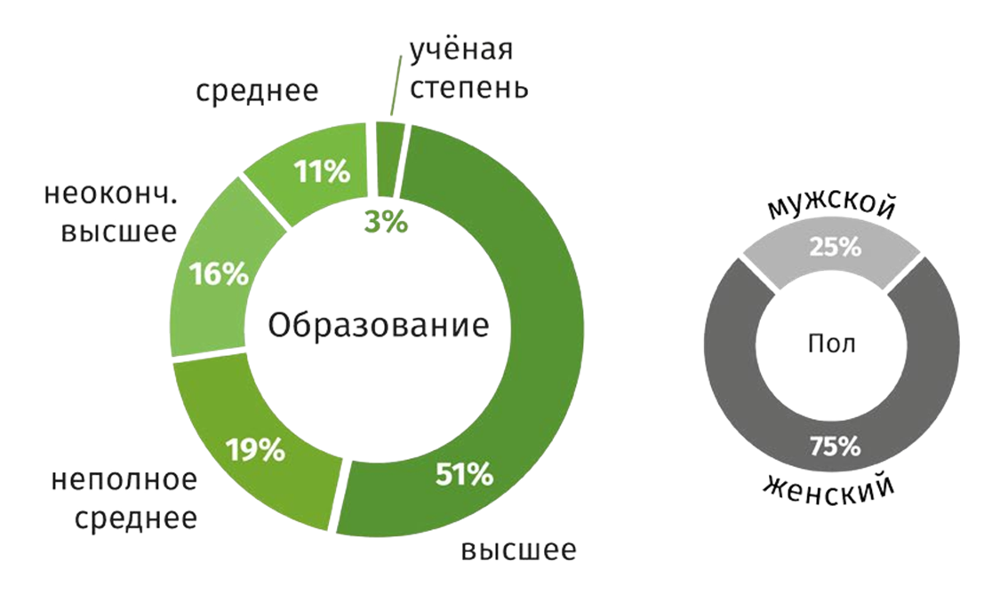 учёная
степень
среднее
11%
3%
неоконч.
высшее
16%
Образование
19%
51%
неполное
среднее
высшее
мужской
25%
Пол
75%
женский